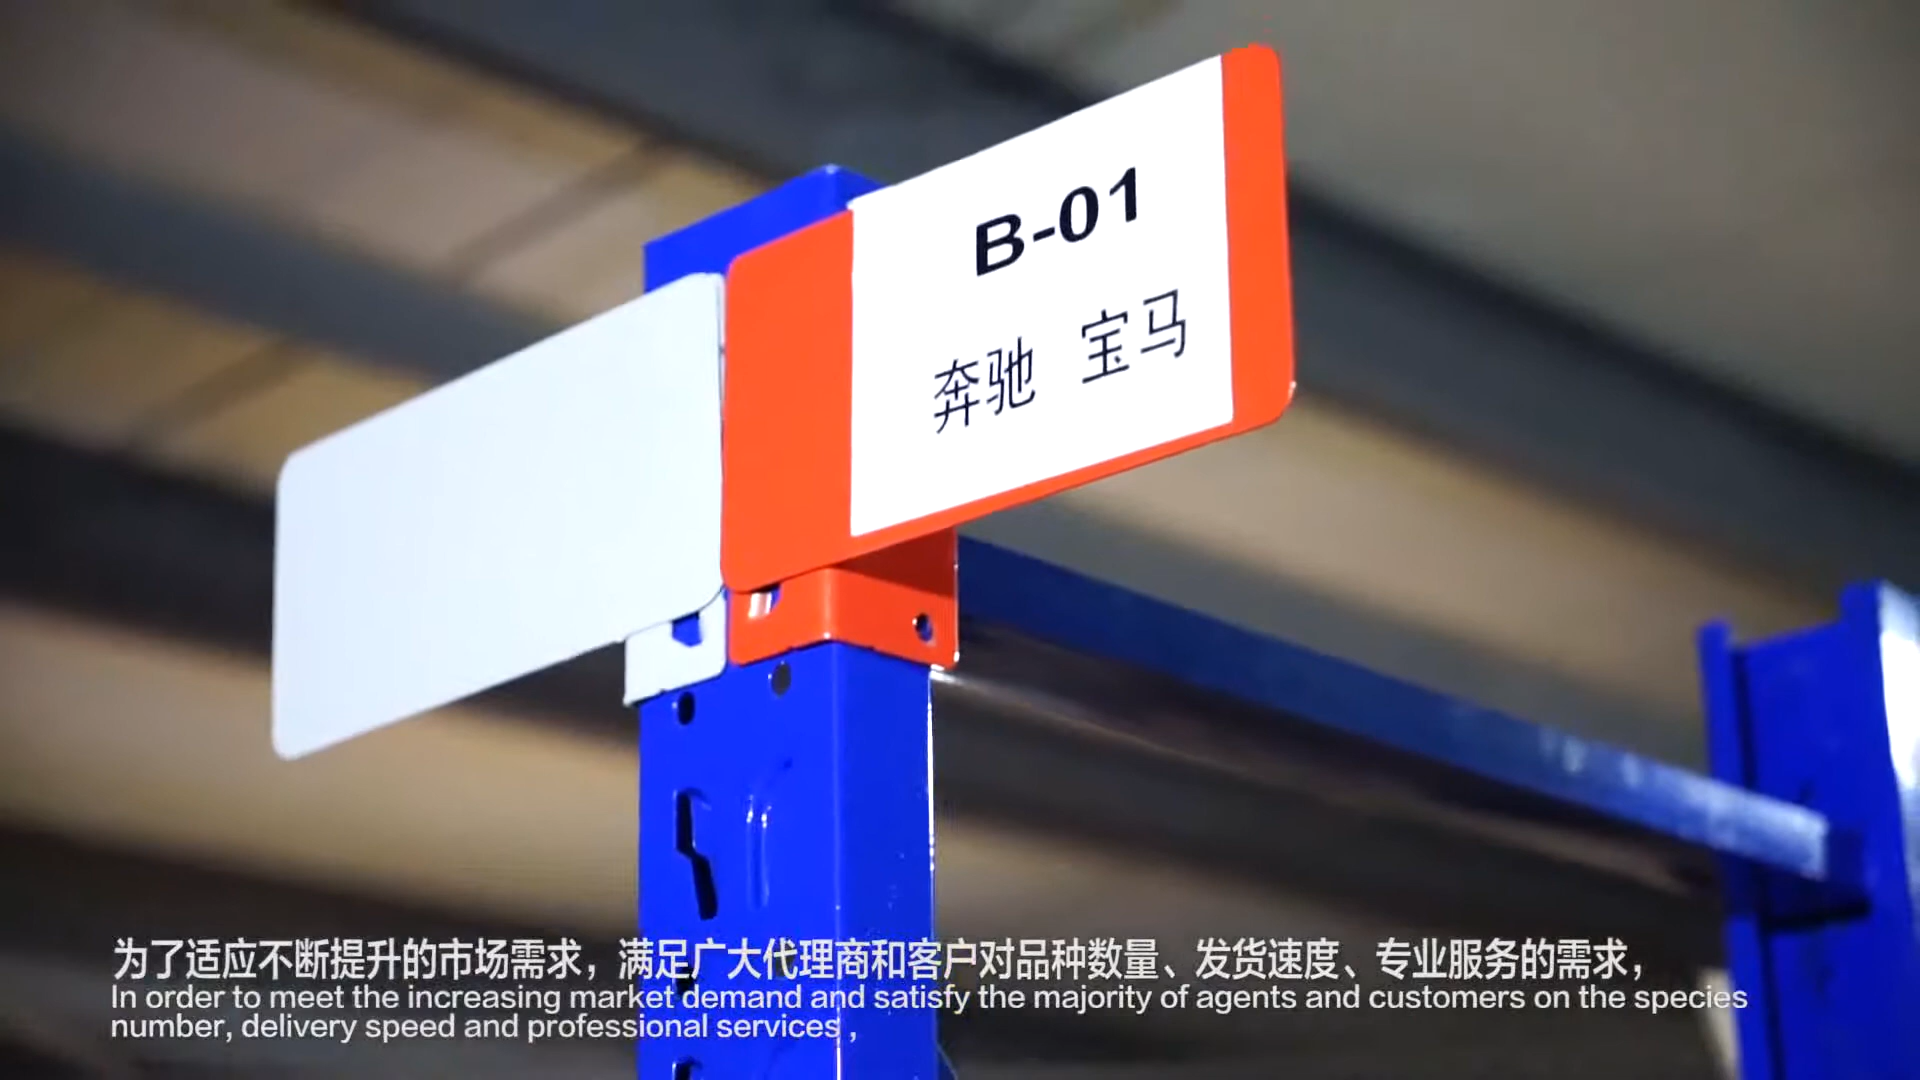 B-01
奔驰 宝马
为了适应不断提升的市场需求，满足广大代理商和客户对品种数量、发货速度、专业服务的需求，
In order to meet the increasing market demand and satisfy the majority of agents and customers on the species
number, delivery speed and professional services ,